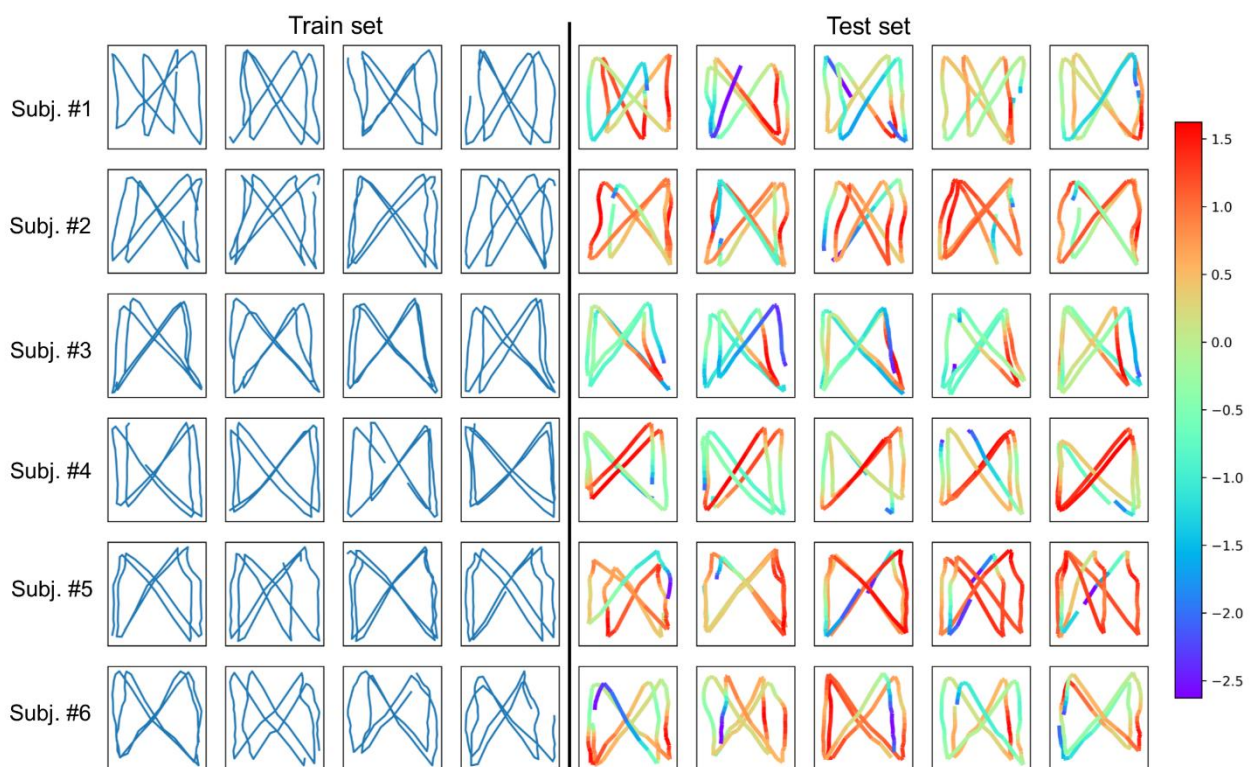 Train set
Test set
Subj. #1
Subj. #2
Subj. #3
Subj. #4
Subj. #5
Subj. #6
1.5
1.0
0.5
0.0
−0.5
−1.0
−1.5
−2.0
−2.5